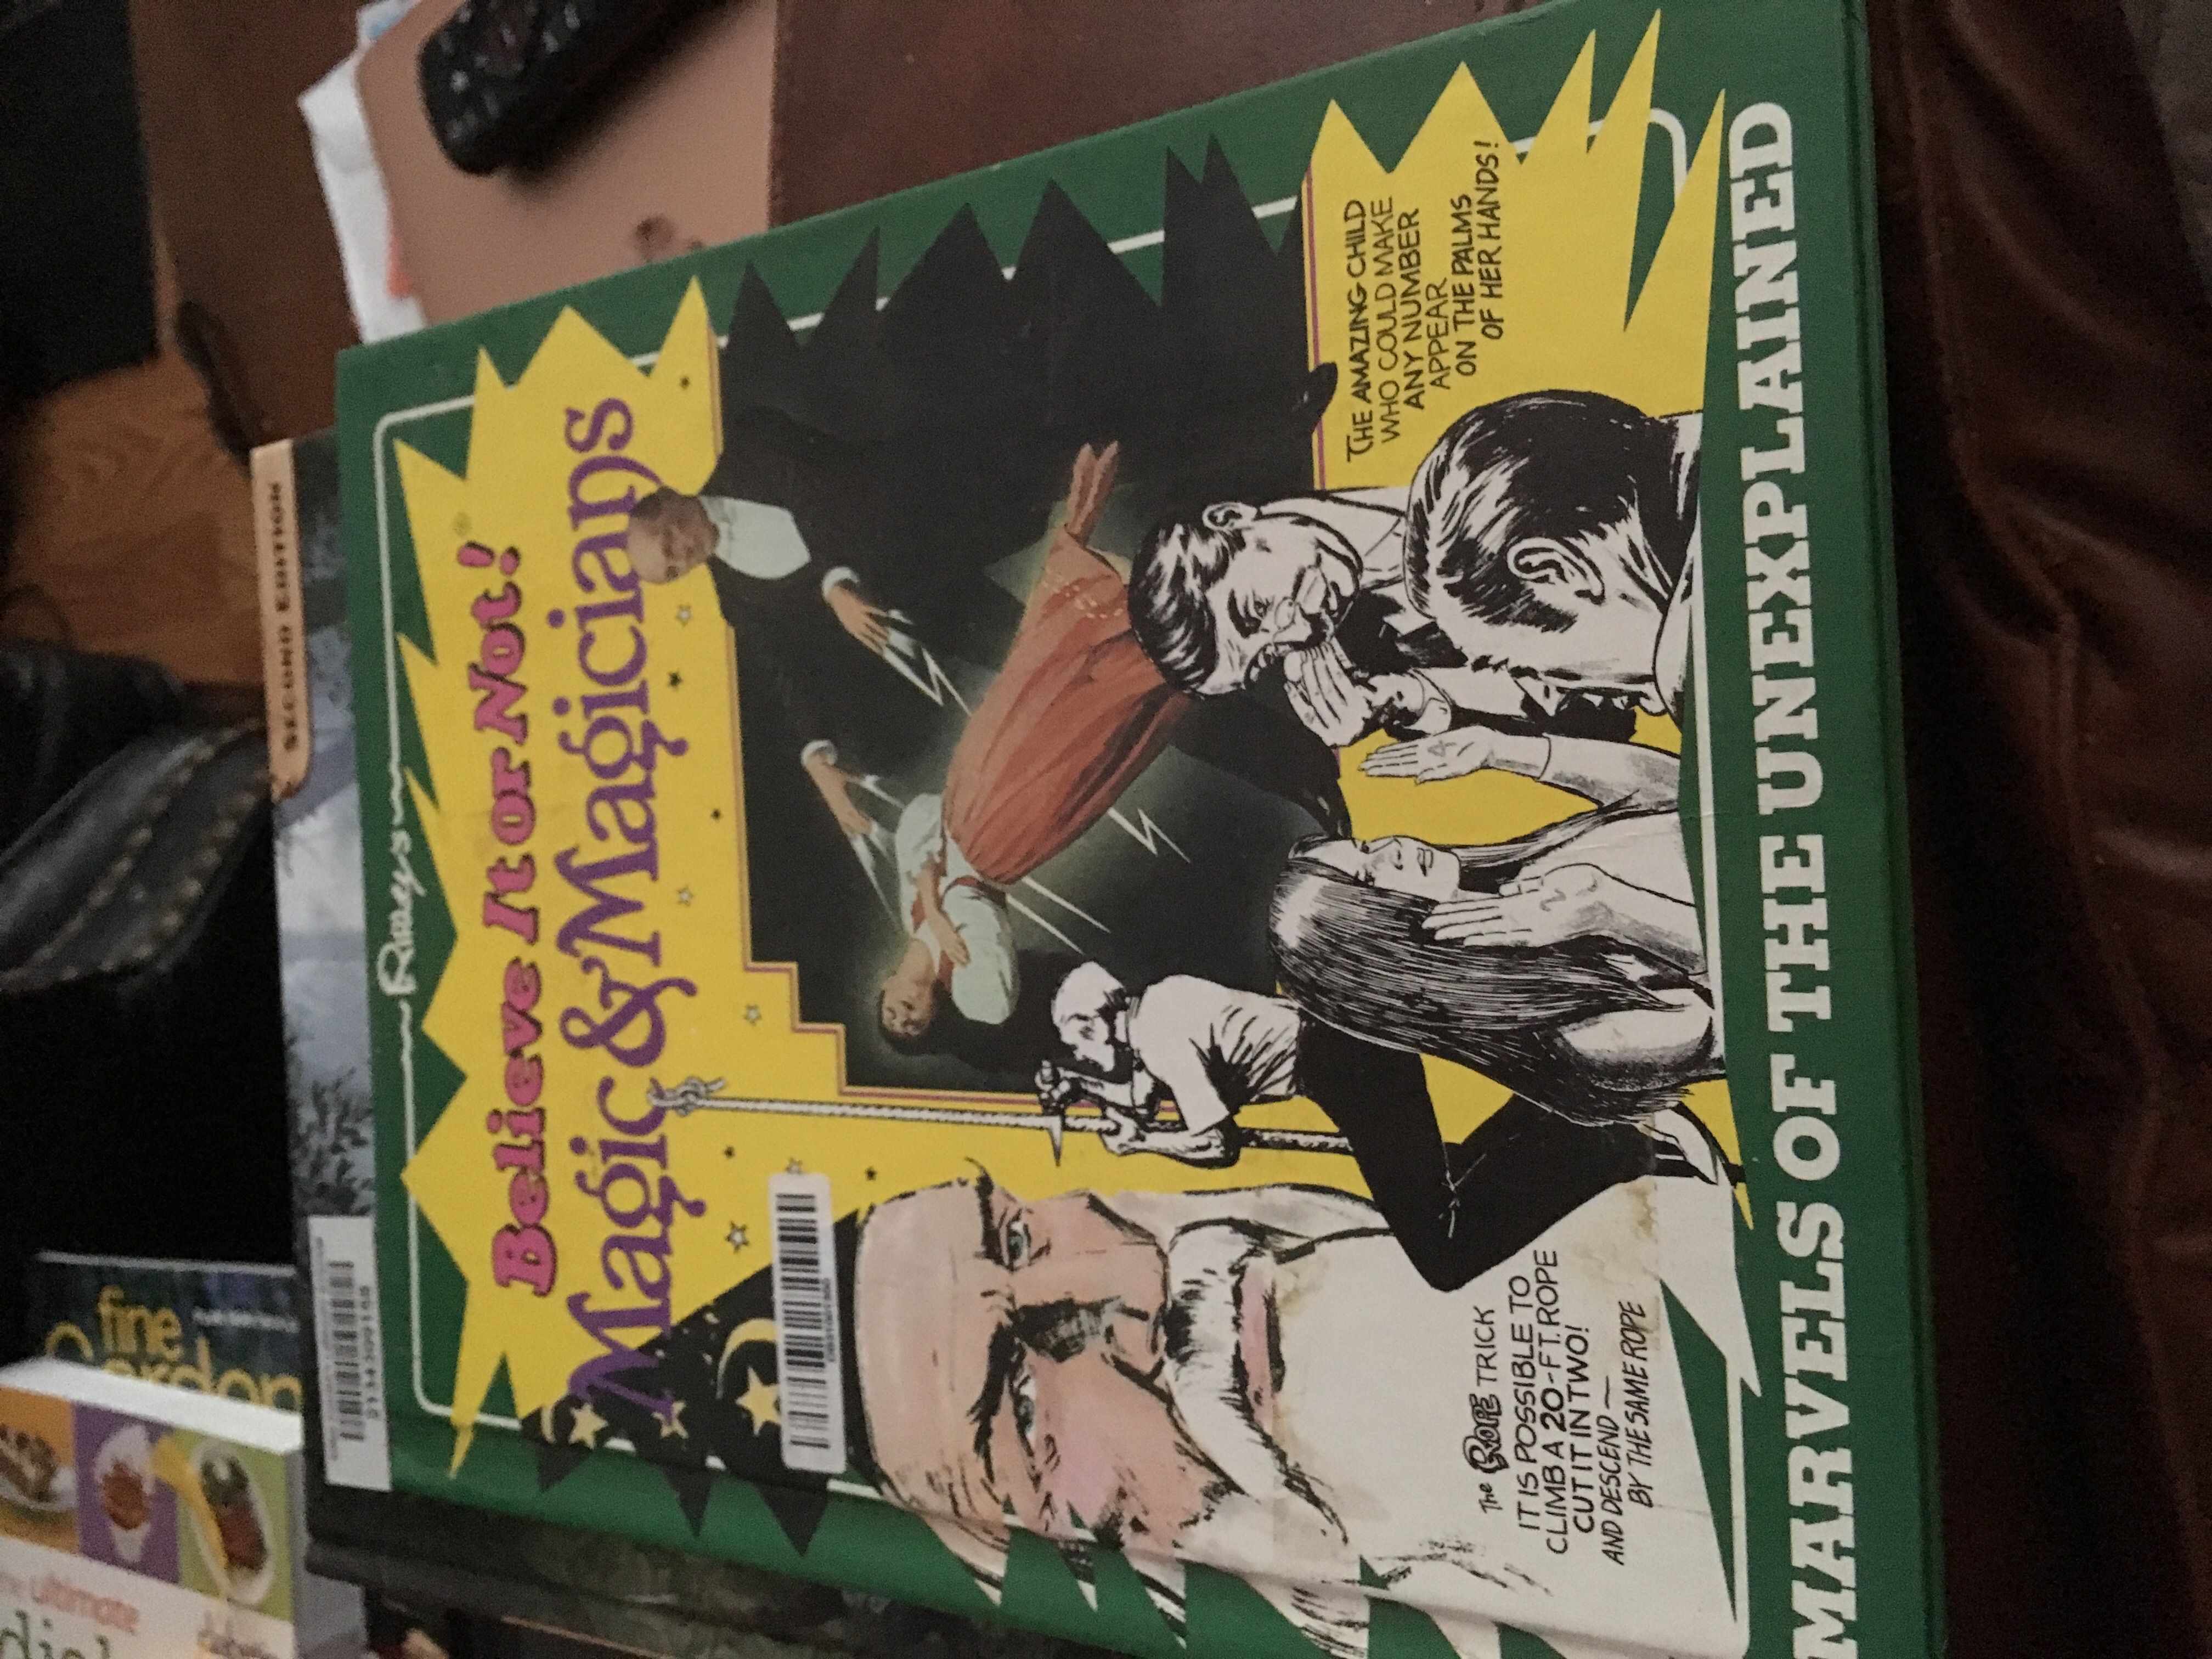 Ripley's
Believe It or Not!®
Magic & Magicians
THE AMAZING CHILD
WHO COULD MAKE
ANY NUMBER
APPEAR
ON THE PALMS
OF HER HANDS!
4
2
The ROPE TRICK
IT IS POSSIBLE TO
CLIMB A 20-FT. ROPE
CUT IT IN TWO!
AND DESCEND—
BY THE SAME ROPE
MARVELS OF THE UNEXPLAINED
SECOND EDITION
fine
ultimate